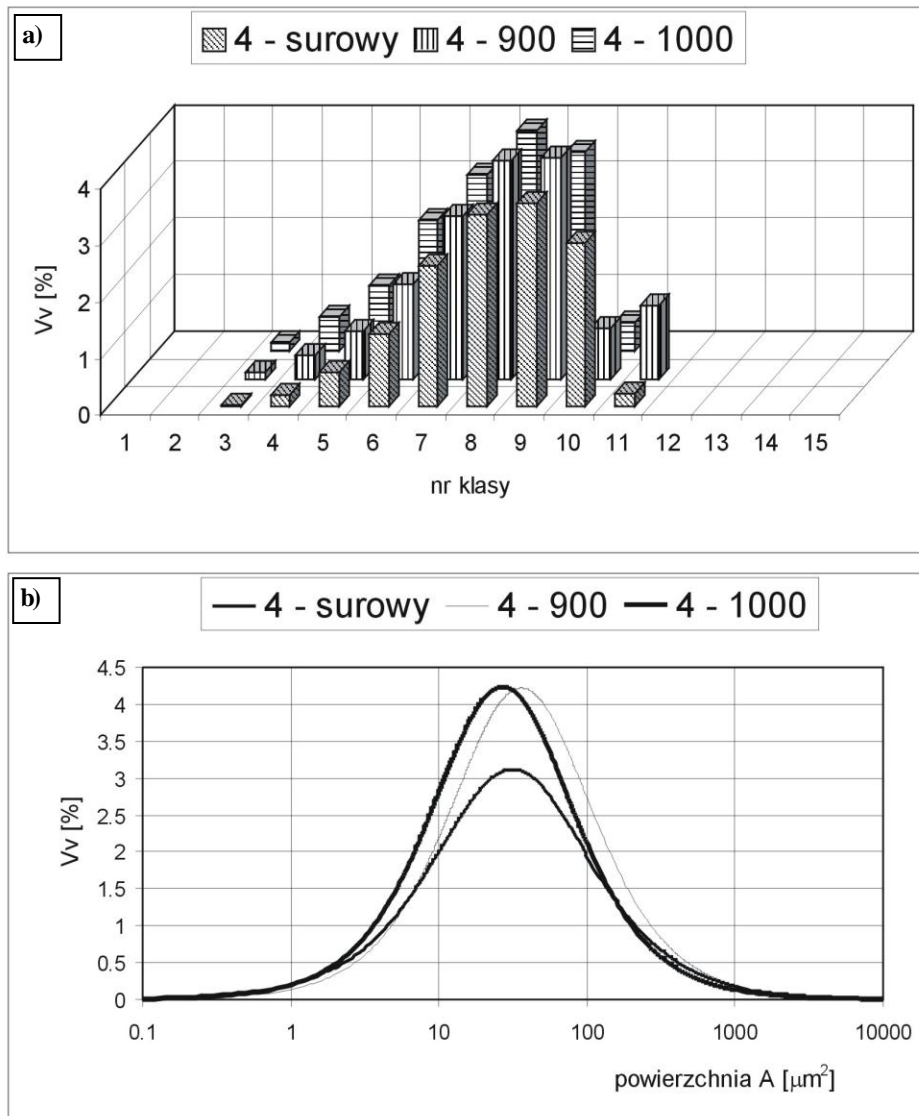 a)
4 - surowy 4 - 900 4 - 1000
4
3
2
1
0
Vv [%]
1 2 3 4 5 6 7 8 9 10 11 12 13 14 15
nr klasy
b)
4 - surowy 4 - 900 4 - 1000
4.5
4
3.5
3
2.5
2
1.5
1
0.5
0
Vv [%]
0.1 1 10 100 1000 10000
powierzchnia A [μm²]